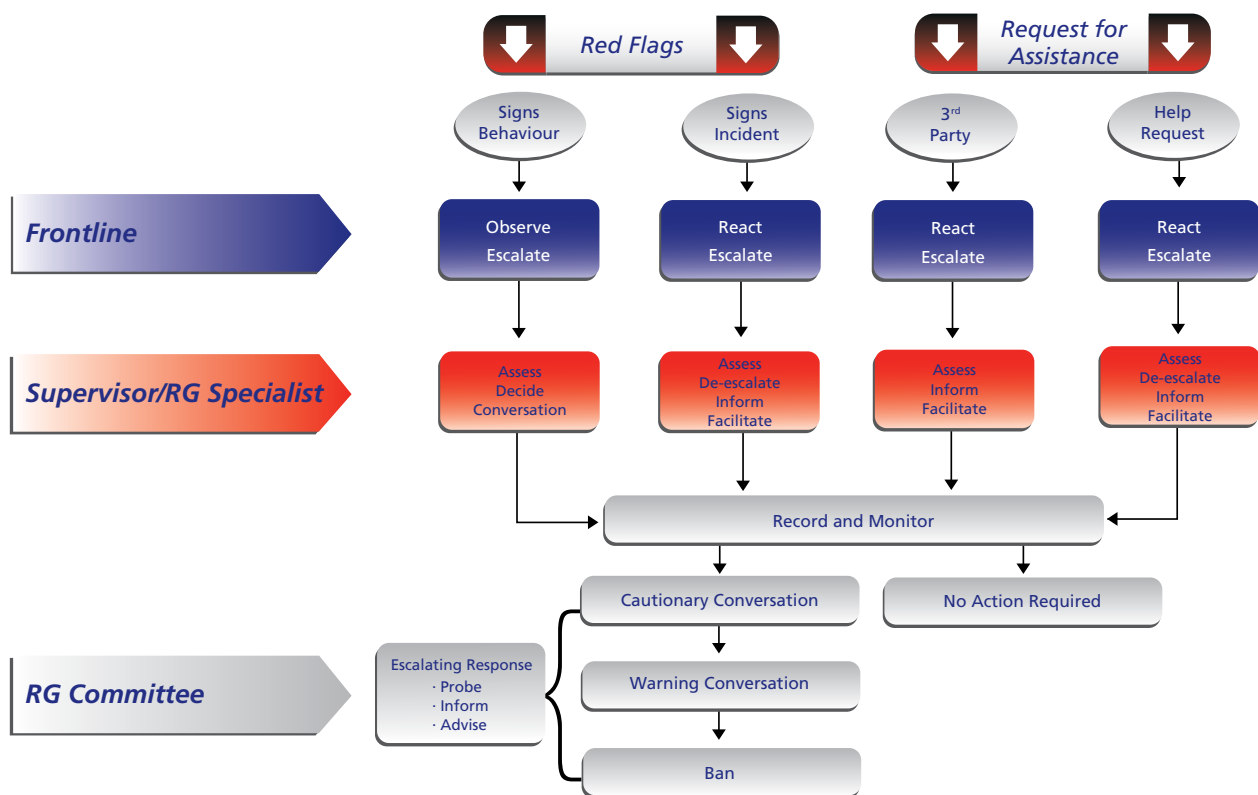 Red Flags
Request for
Assistance
Signs
Behaviour
Signs
Incident
3rd
Party
Help
Request
Frontline
Observe
Escalate
React
Escalate
React
Escalate
React
Escalate
Supervisor/RG Specialist
Assess
Decide
Conversation
Assess
De-escalate
Inform
Facilitate
Assess
Inform
Facilitate
Assess
De-escalate
Inform
Facilitate
Record and Monitor
Cautionary Conversation
No Action Required
RG Committee
Escalating Response
· Probe
· Inform
· Advise
Warning Conversation
Ban